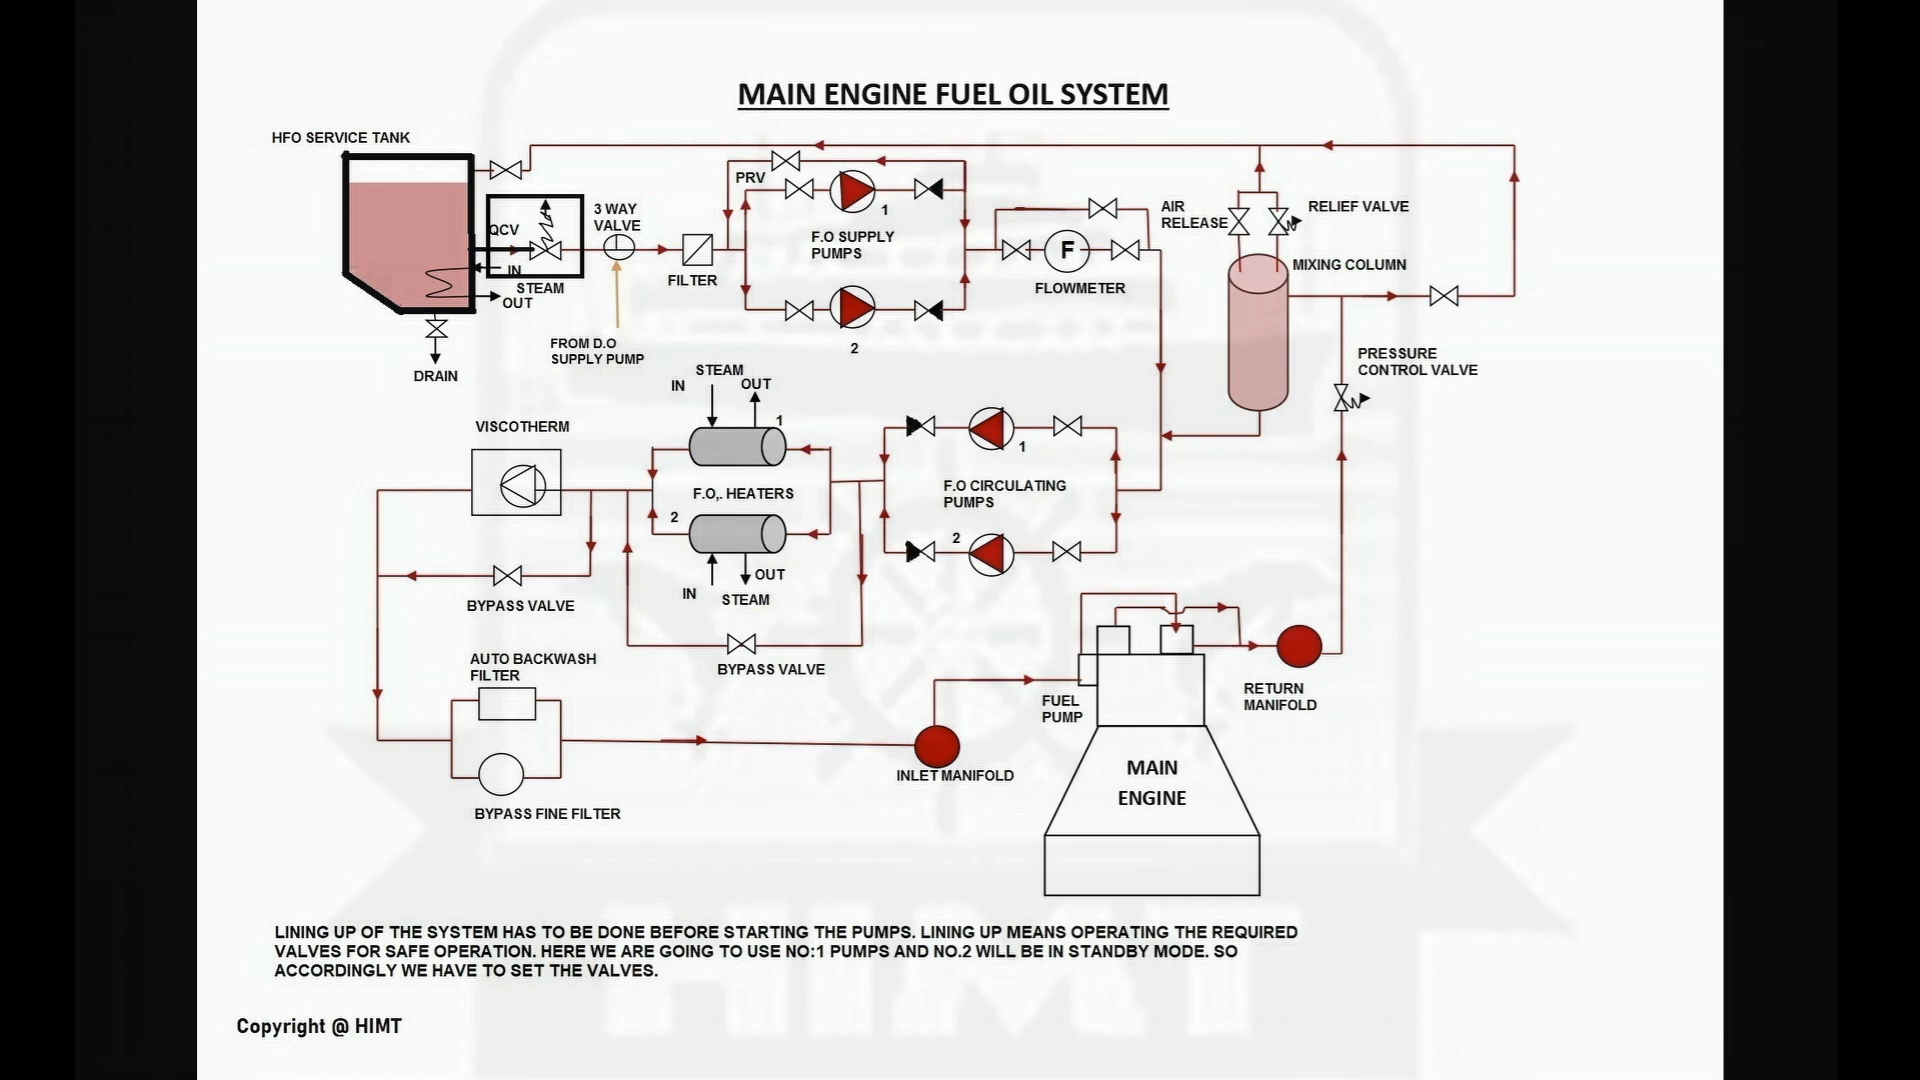 MAIN ENGINE FUEL OIL SYSTEM
HFO SERVICE TANK
QCV
IN
STEAM
OUT
DRAIN
3 WAY
VALVE
FROM D.O
SUPPLY PUMP
FILTER
PRV
1
F.O SUPPLY
PUMPS
2
F
FLOWMETER
AIR
RELEASE
RELIEF VALVE
MIXING COLUMN
PRESSURE
CONTROL VALVE
STEAM
IN
OUT
1
F.O,. HEATERS
2
OUT
IN
STEAM
VISCOTHERM
BYPASS VALVE
BYPASS VALVE
1
F.O CIRCULATING
PUMPS
2
AUTO BACKWASH
FILTER
BYPASS FINE FILTER
INLET MANIFOLD
FUEL
PUMP
RETURN
MANIFOLD
MAIN
ENGINE
LINING UP OF THE SYSTEM HAS TO BE DONE BEFORE STARTING THE PUMPS. LINING UP MEANS OPERATING THE REQUIRED
VALVES FOR SAFE OPERATION. HERE WE ARE GOING TO USE NO:1 PUMPS AND NO.2 WILL BE IN STANDBY MODE. SO
ACCORDINGLY WE HAVE TO SET THE VALVES.
HIMT
Copyright @ HIMT